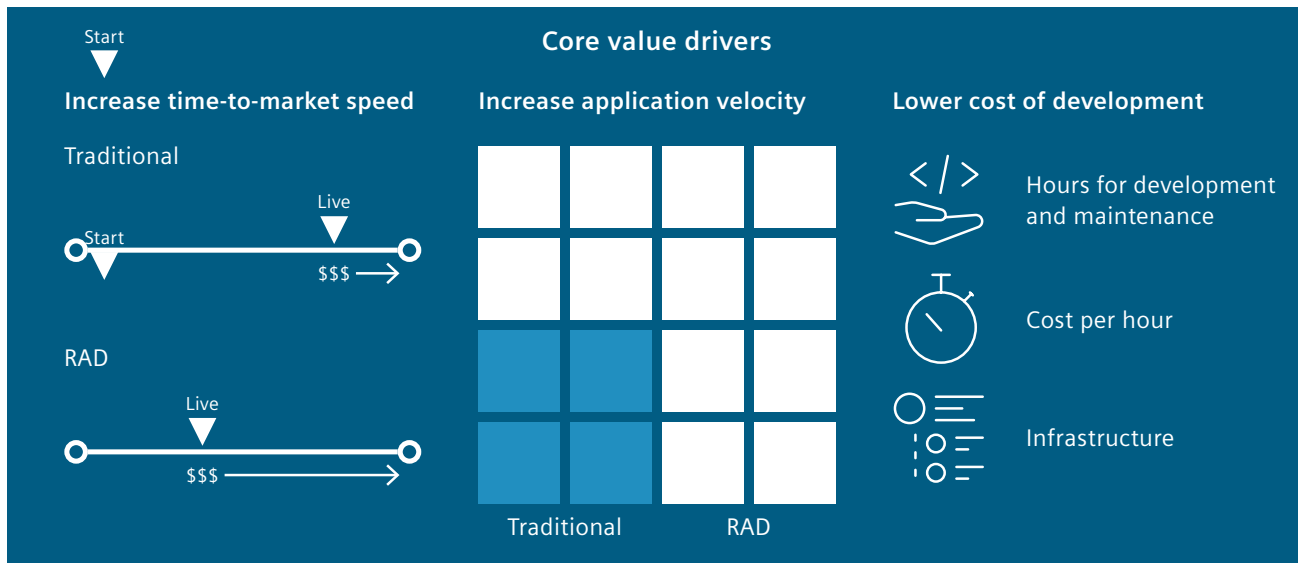 Start
Core value drivers
Increase time-to-market speed
Traditional
Live
Start
$$$
RAD
Live
$$$
Increase application velocity
Traditional
RAD
Lower cost of development
</>
Hours for development
and maintenance
Cost per hour
Infrastructure